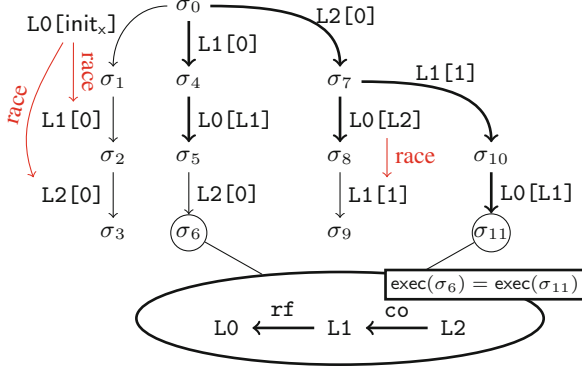 σ₀
L0[initₓ]
L2[0]
L1[0]
race
race
σ₁
σ₄
σ₇
L1[1]
L1[0]
L0[L1]
L0[L2]
race
σ₂
σ₅
σ₈
σ₁₀
L2[0]
L2[0]
L1[1]
L0[L1]
σ₃
σ₆
σ₉
σ₁₁
exec(σ₆) = exec(σ₁₁)
rf
co
L0
L1
L2